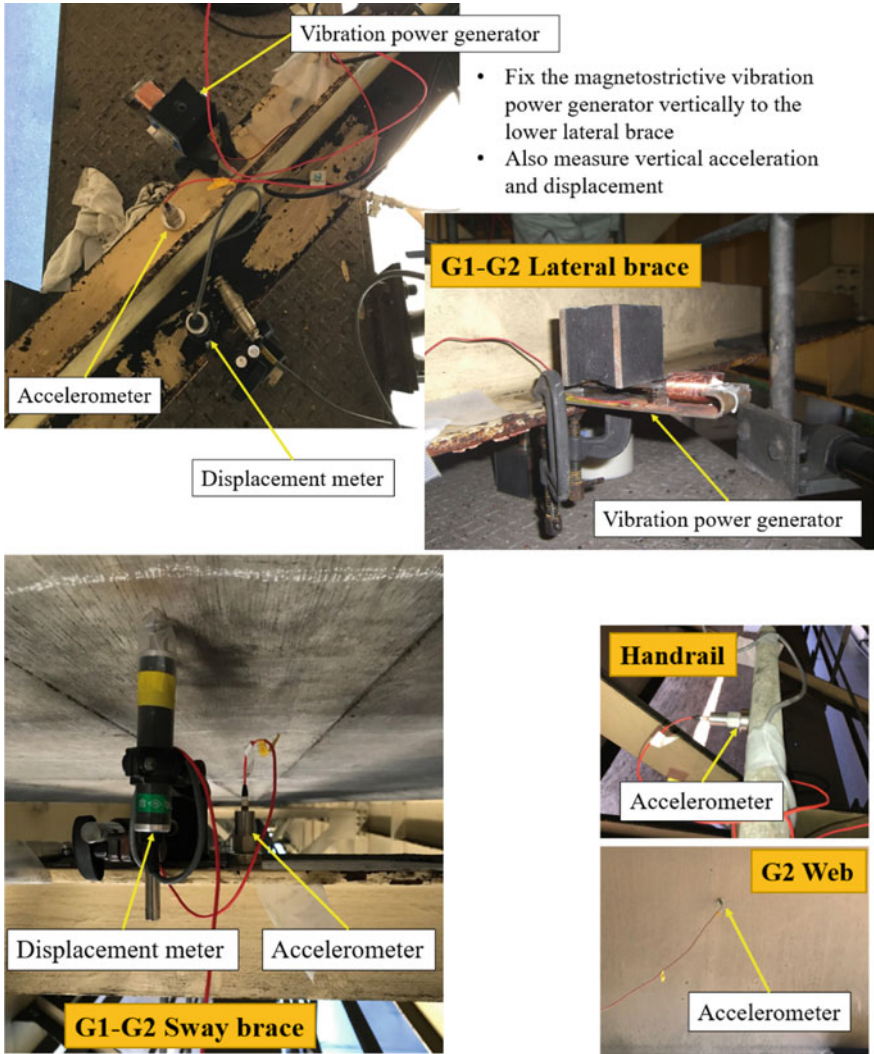 Vibration power generator
• Fix the magnetostrictive vibration
power generator vertically to the
lower lateral brace
• Also measure vertical acceleration
and displacement
G1-G2 Lateral brace
Accelerometer
Displacement meter
Vibration power generator
Handrail
Accelerometer
G2 Web
Displacement meter
Accelerometer
Accelerometer
G1-G2 Sway brace